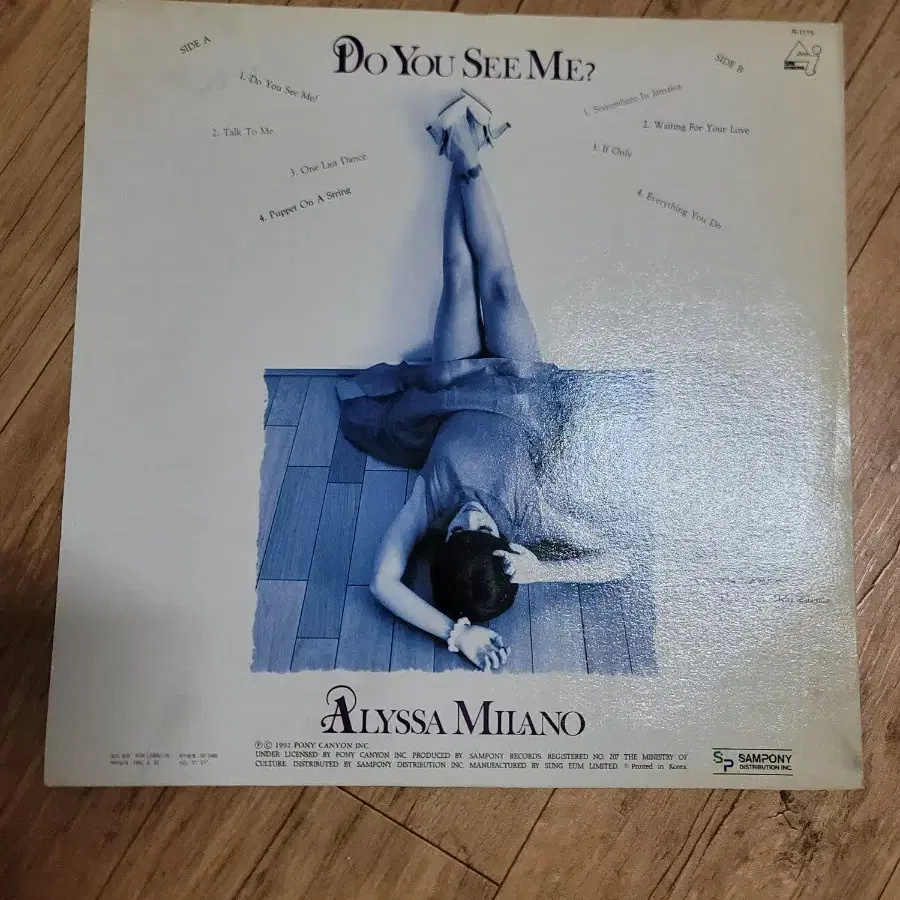 DO YOU SEE ME?
SIDE A
1. Do You See Me?
2. Talk To Me
3. One Last Dance
4. Puppet On A String
SIDE B
1. Somewhere In Jamaica
2. Waiting For Your Love
3. If Only
4. Everything You Do
ALYSSA MILANO
Ⓟ Ⓒ 1992 PONY CANYON INC.
UNDER LICENSED BY PONY CANYON INC. PRODUCED BY SAMPONY RECORDS. REGISTERED NO. 207 THE MINISTRY OF
CULTURE. DISTRIBUTED BY SAMPONY DISTRIBUTION INC. MANUFACTURED BY SUNG EUM LIMITED. Printed in Korea.
SP SAMPONY
DISTRIBUTION INC.